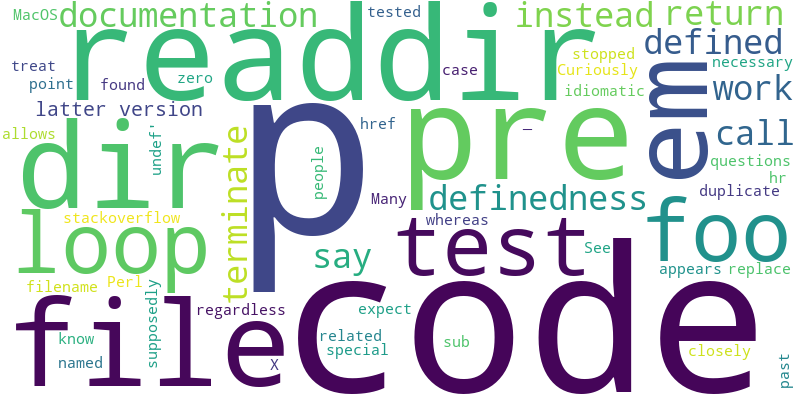 MacOS documentation tested instead return
readdir
defined
treat
point found zero case
stopped
Curiously
necessary
idiomatic
work
latter version
href
em
allows
dir
undef'
terminate
people
p
pre
—
call
questions
hr
Many
definedness
duplicate
stackoverflow
whereas
foo
loop
say
test
See
appears replace
filename Perl
supposedly
file
regardless
expect
code
know
related
special
sub
closely
named
X
past